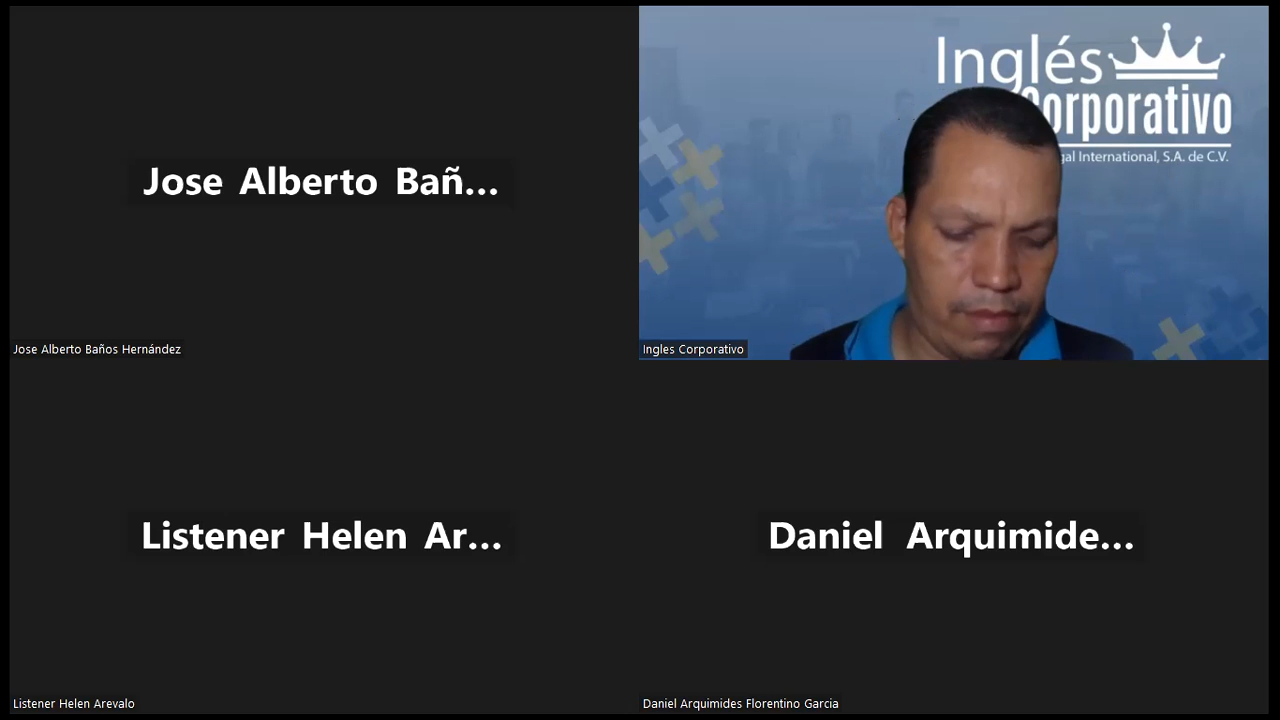 Jose Alberto Bañ...
Jose Alberto Baños Hernández
Inglés
Corporativo
gal International, S.A. de C.V.
Ingles Corporativo
Listener Helen Ar...
Listener Helen Arevalo
Daniel Arquimide...
Daniel Arquimides Florentino Garcia